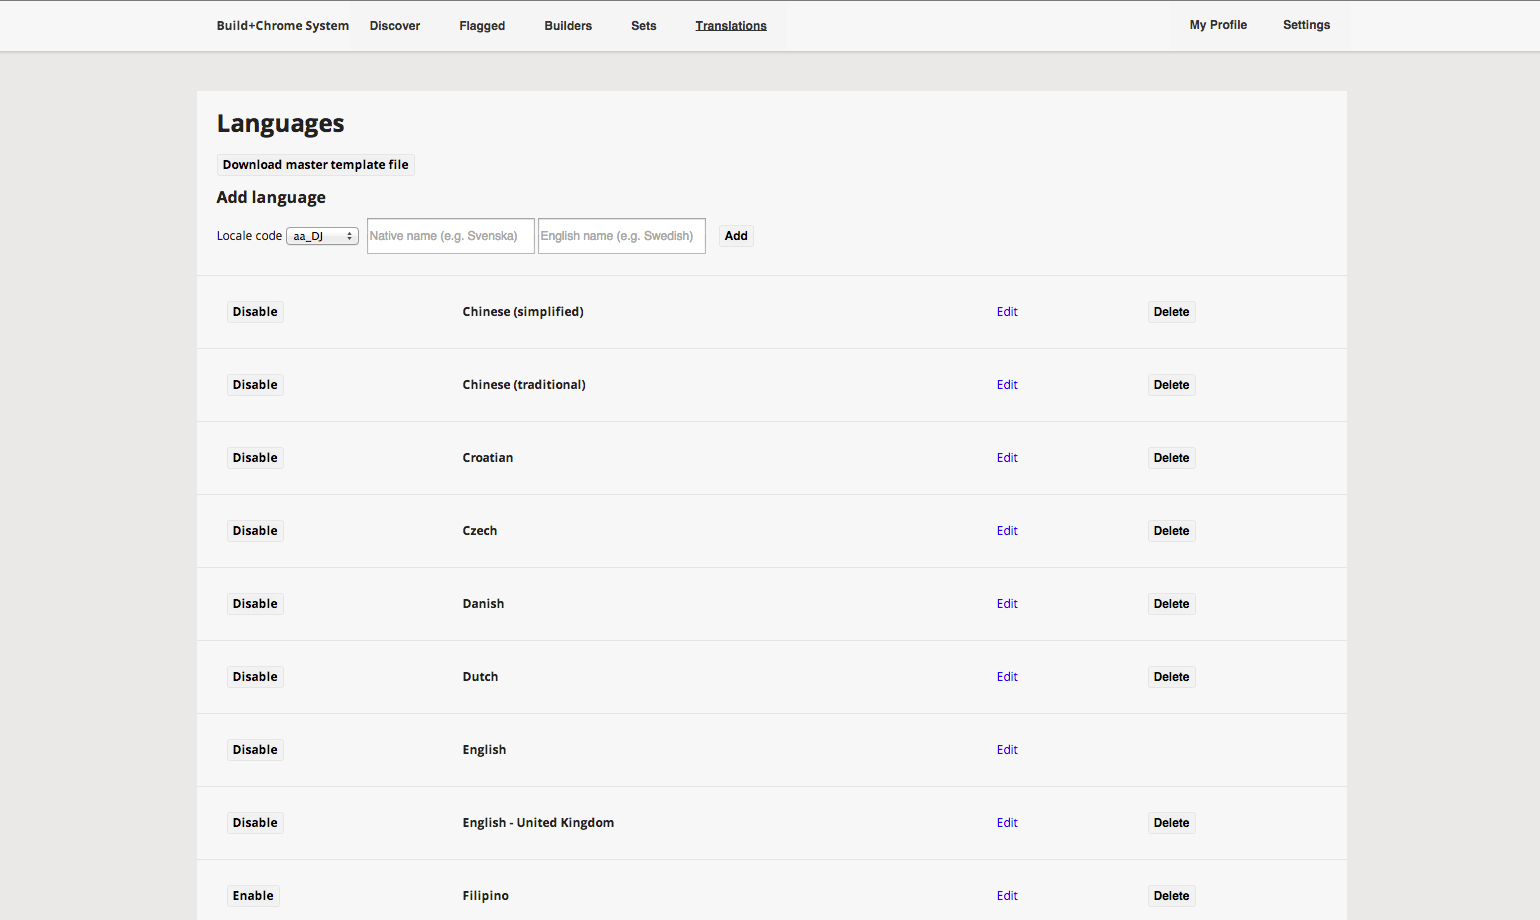 Build+Chrome System Discover Flagged Builders Sets Translations My Profile Settings
Languages
Download master template file
Add language
Locale code aa_DJ Native name (e.g. Svenska) English name (e.g. Swedish) Add
Disable Chinese (simplified) Edit Delete
Disable Chinese (traditional) Edit Delete
Disable Croatian Edit Delete
Disable Czech Edit Delete
Disable Danish Edit Delete
Disable Dutch Edit Delete
Disable English Edit
Disable English - United Kingdom Edit Delete
Enable Filipino Edit Delete